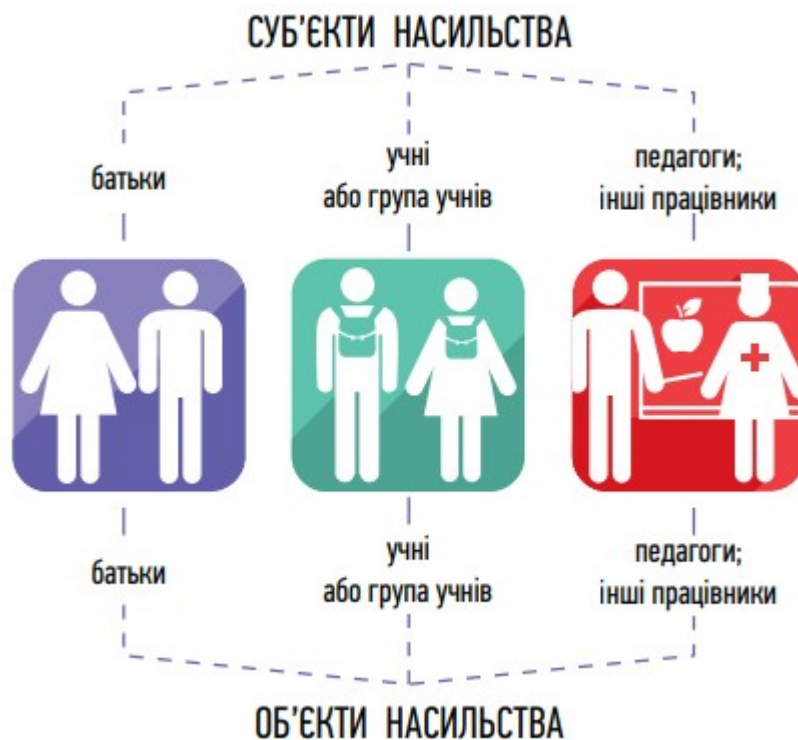 СУБ'ЄКТИ НАСИЛЬСТВА
батьки
учні
або група учнів
педагоги;
інші працівники
батьки
учні
або група учнів
педагоги;
інші працівники
ОБ'ЄКТИ НАСИЛЬСТВА